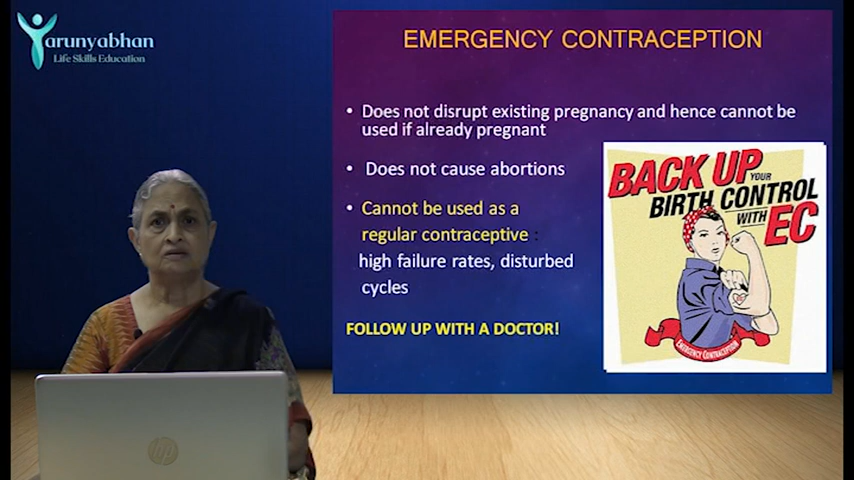 Tarunyabhan
Life Skills Education
EMERGENCY CONTRACEPTION
• Does not disrupt existing pregnancy and hence cannot be
used if already pregnant
• Does not cause abortions
• Cannot be used as a
regular contraceptive :
high failure rates, disturbed
cycles
FOLLOW UP WITH A DOCTOR!
BACK UP YOUR
BIRTH CONTROL
WITH EC
EMERGENCY CONTRACEPTION
hp